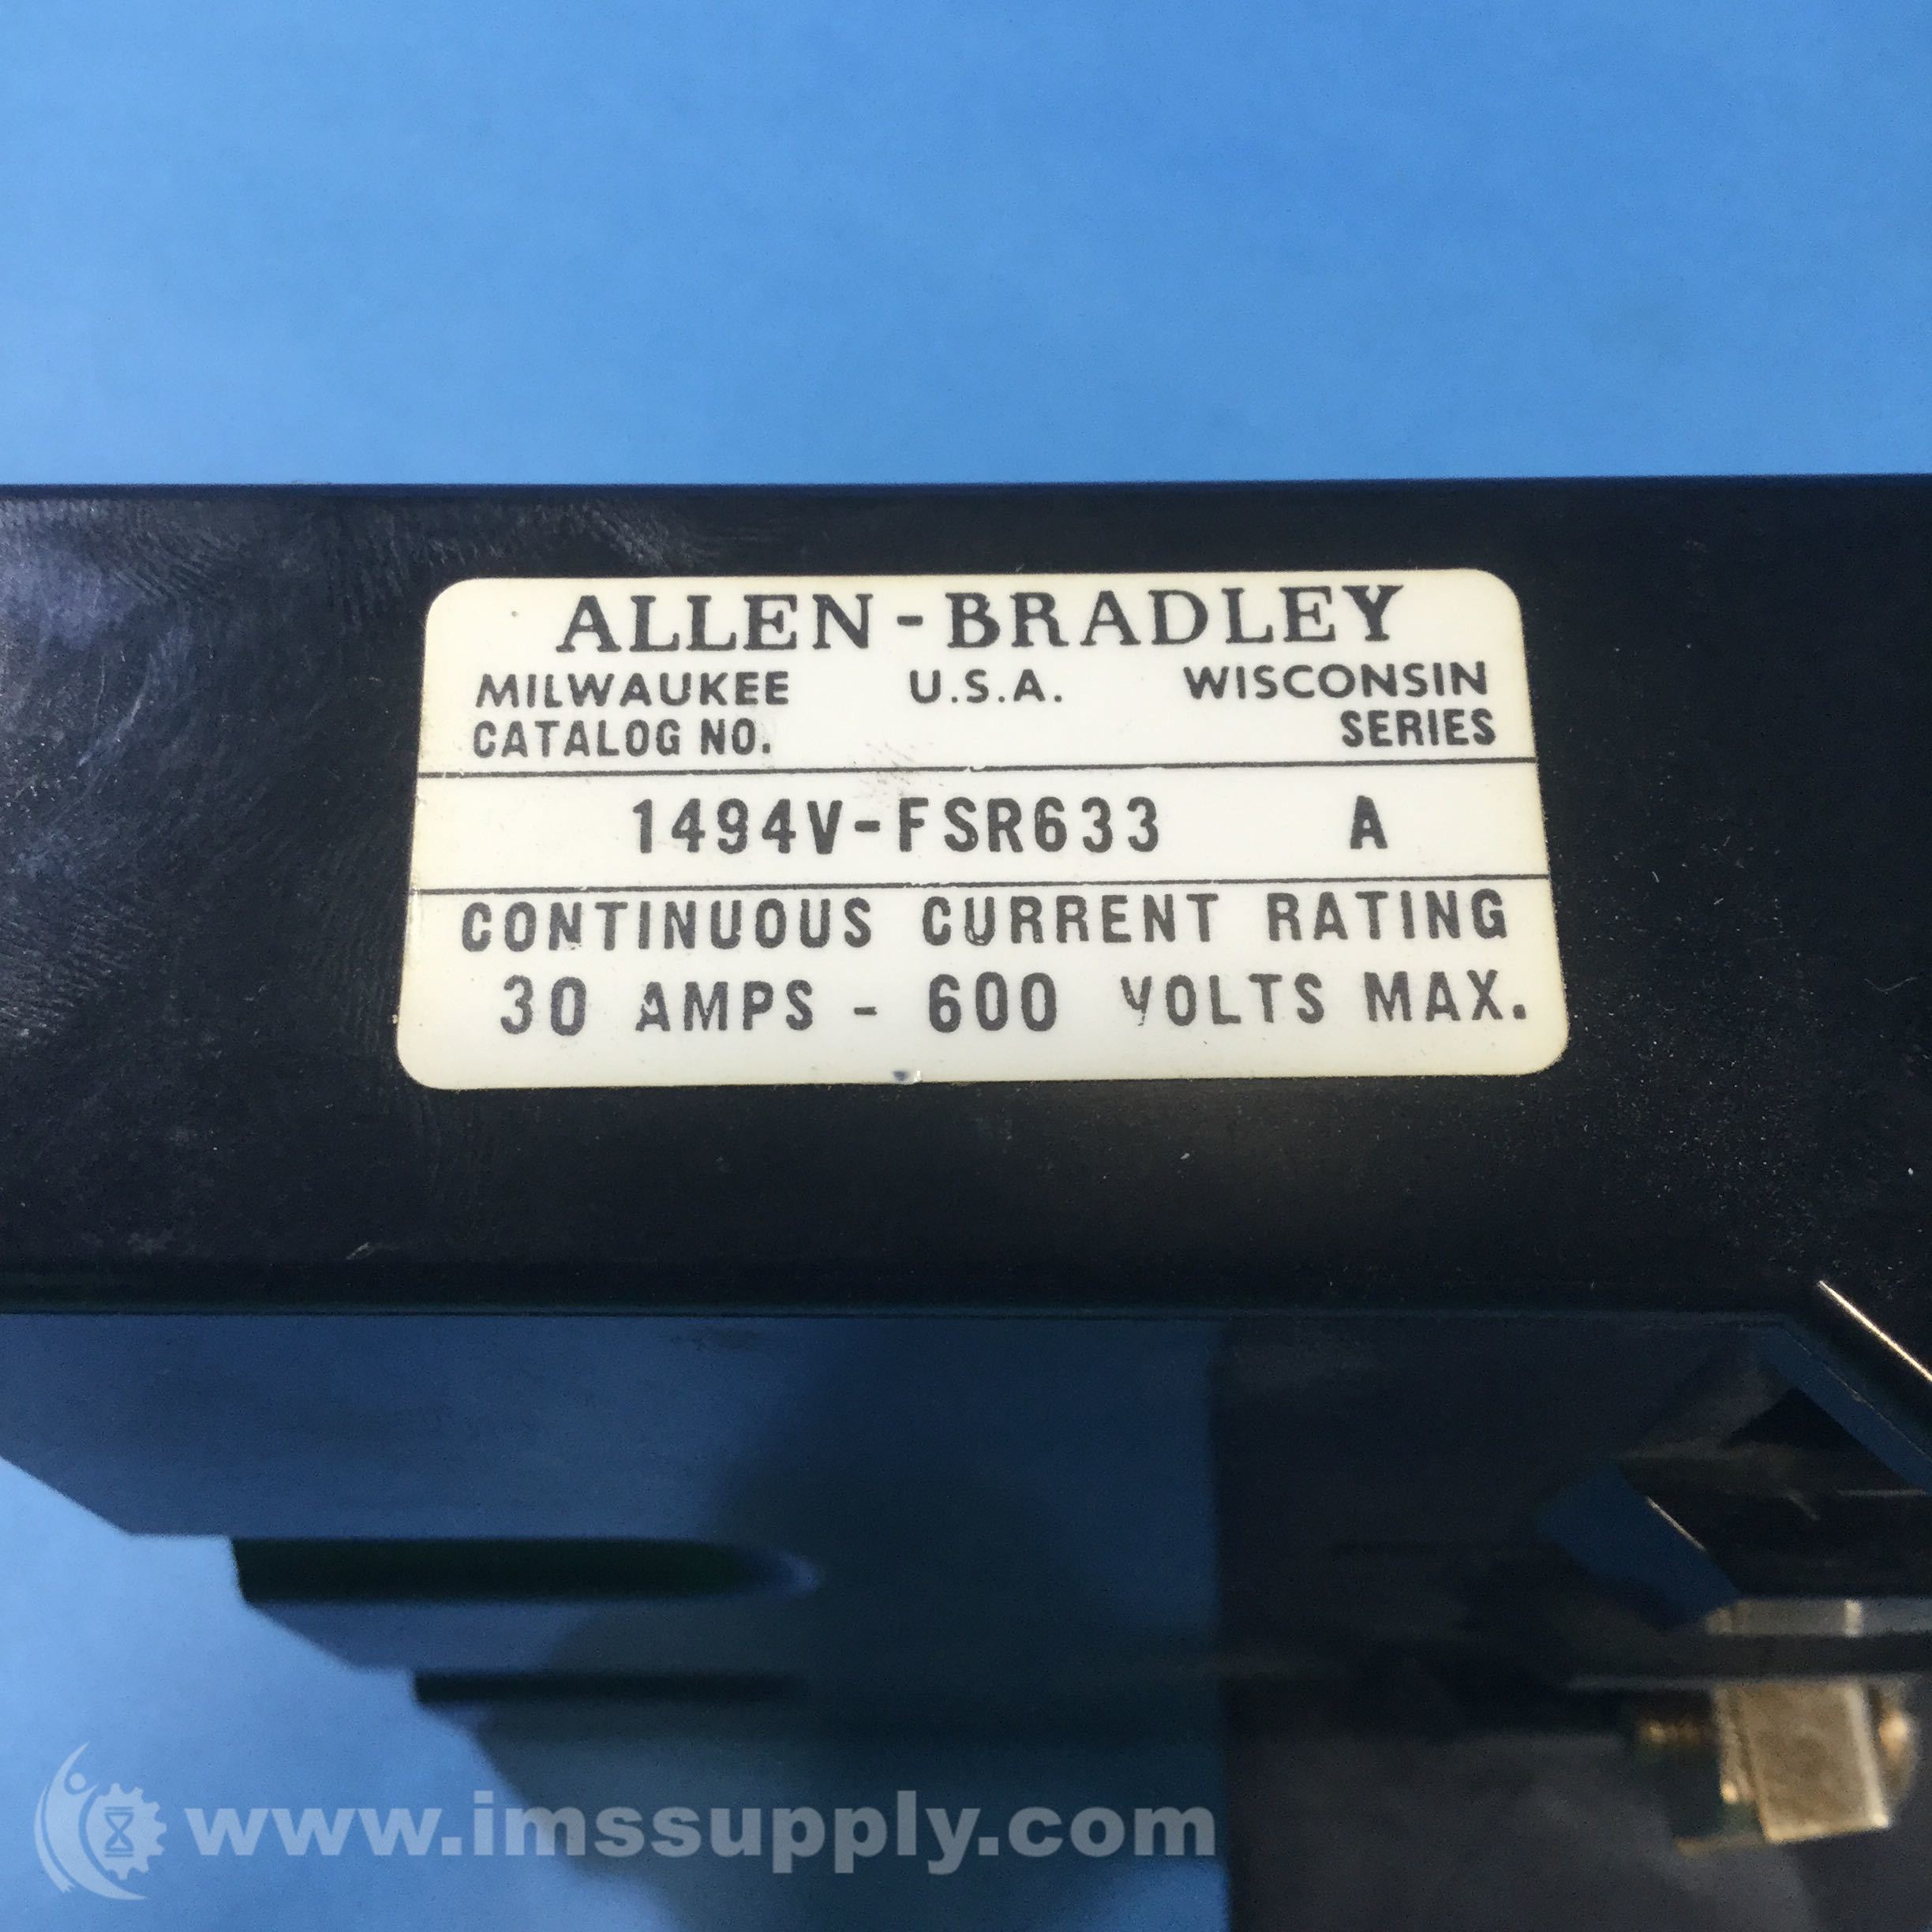 ALLEN-BRADLEY
MILWAUKEE U.S.A. WISCONSIN
CATALOG NO. SERIES
1494V-FSR633 A
CONTINUOUS CURRENT RATING
30 AMPS - 600 VOLTS MAX.
www.imssupply.com